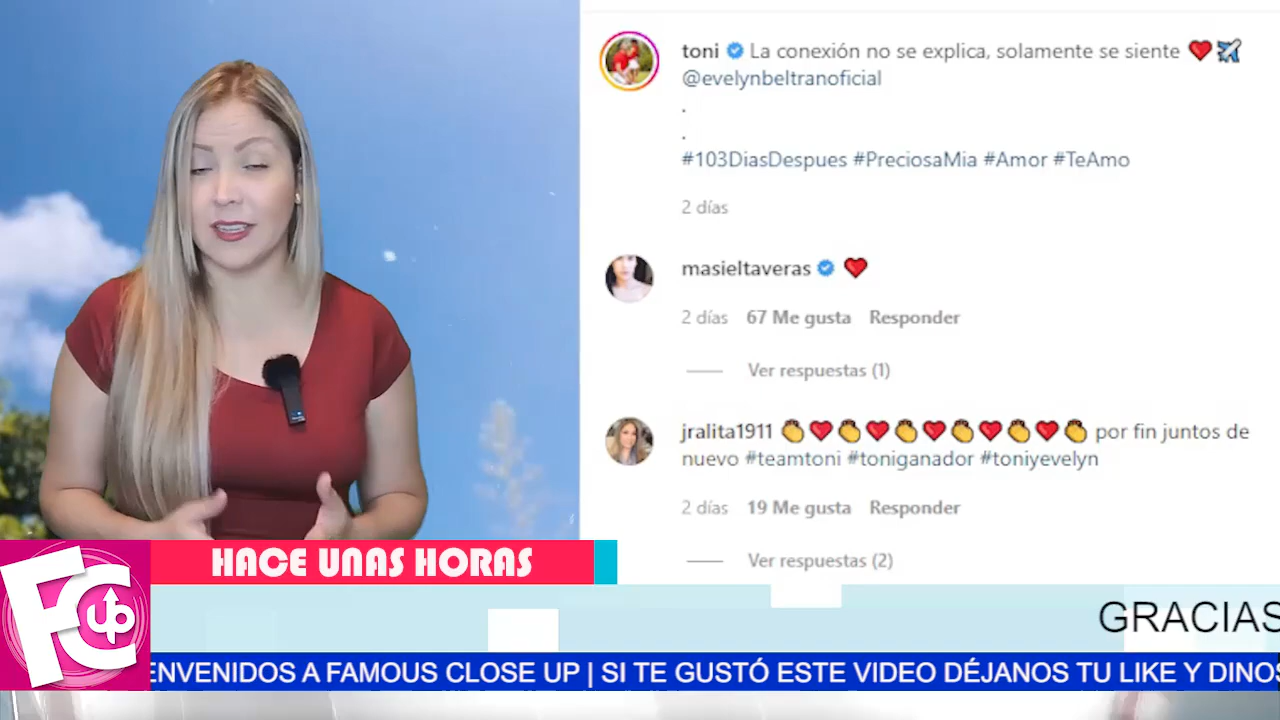 toni La conexión no se explica, solamente se siente
@evelynbeltranoficial
.
.
#103DiasDespues #PreciosaMia #Amor #TeAmo
2 días
masieltaveras
2 días 67 Me gusta Responder
Ver respuestas (1)
jralita1911 por fin juntos de
nuevo #teamtoni #toniganador #toniyevelyn
2 días 19 Me gusta Responder
Ver respuestas (2)
HACE UNAS HORAS
FC up
GRACIAS
ENVENIDOS A FAMOUS CLOSE UP | SI TE GUSTÓ ESTE VIDEO DÉJANOS TU LIKE Y DINOS